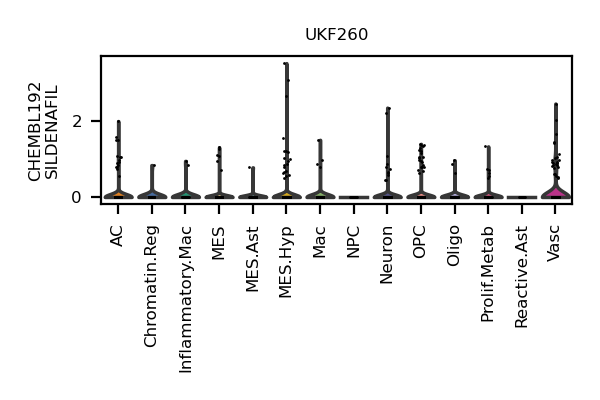 UKF260
CHEMBL192
SILDENAFIL
2
0
AC
Chromatin.Reg
Inflammatory.Mac
MES
MES.Ast
MES.Hyp
Mac
NPC
Neuron
OPC
Oligo
Prolif.Metab
Reactive.Ast
Vasc